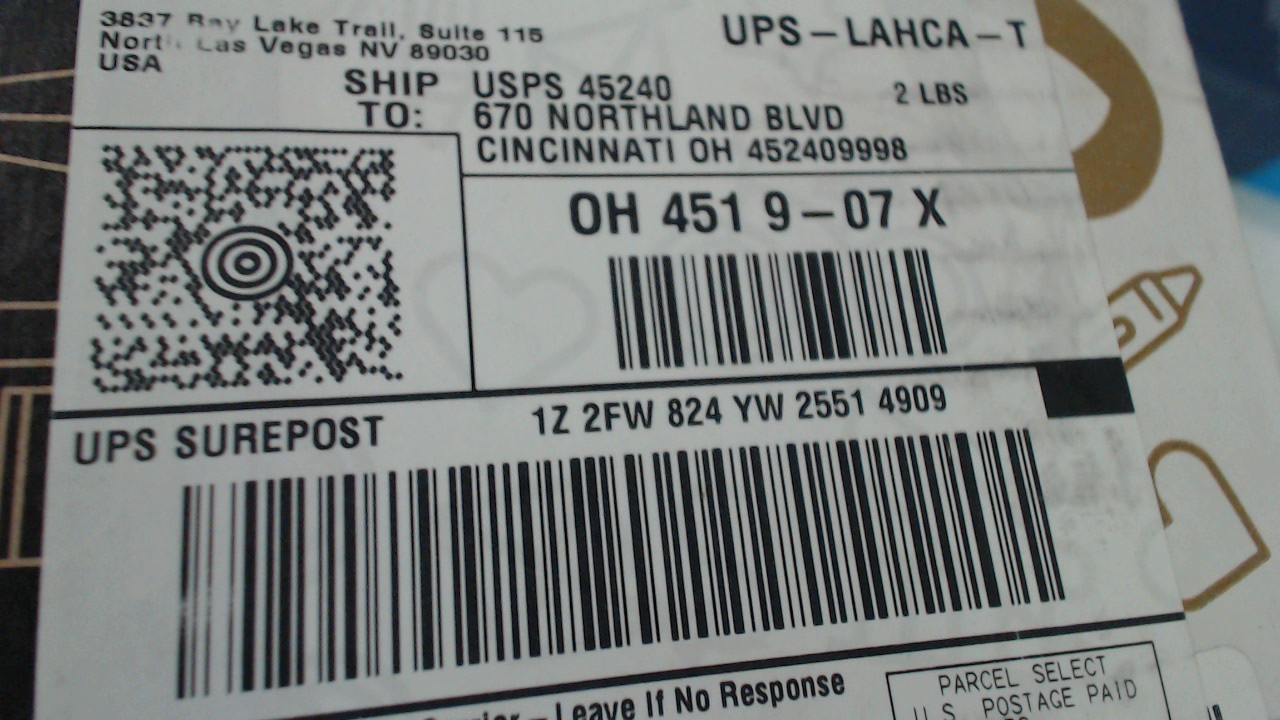 3837 Bay Lake Trail, Suite 115
North Las Vegas NV 89030
USA
UPS-LAHCA-T
2 LBS
SHIP TO:
USPS 45240
670 NORTHLAND BLVD
CINCINNATI OH 452409998
OH 451 9-07 X
UPS SUREPOST
1Z 2FW 824 YW 2551 4909
- Leave If No Response
PARCEL SELECT
U.S. POSTAGE PAID